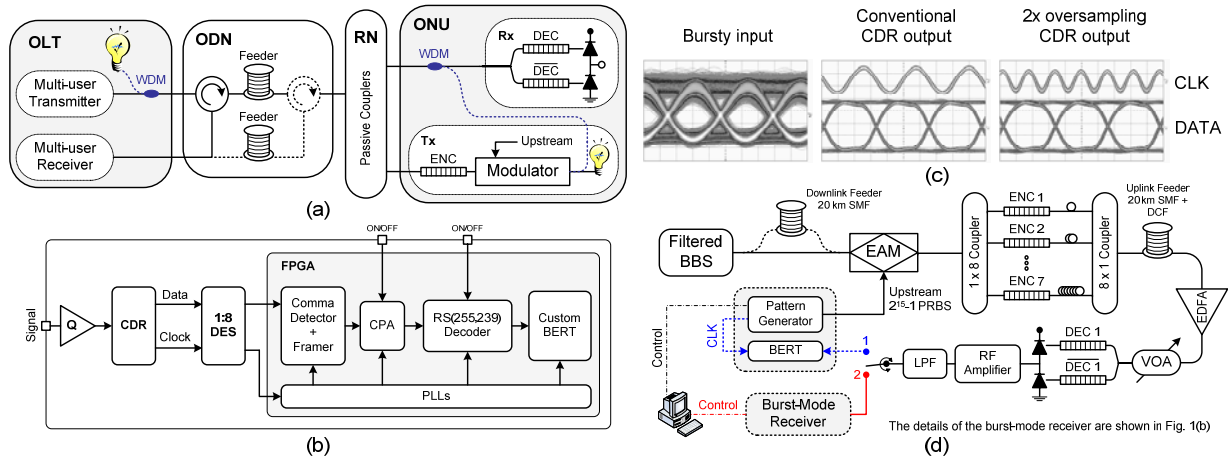 OLT
Multi-user
Transmitter
Multi-user
Receiver
WDM
ODN
Feeder
Feeder
RN
Passive Couplers
ONU
WDM
Rx
DEC
DEC
Tx
ENC
Upstream
Modulator
(a)
Signal
Q
CDR
Data
Clock
1:8
DES
ON/OFF
ON/OFF
FPGA
Comma
Detector
+
Framer
CPA
RS(255,239)
Decoder
Custom
BERT
PLLs
(b)
Bursty input
Conventional
CDR output
2x oversampling
CDR output
CLK
DATA
(c)
Filtered
BBS
Downlink Feeder
20 km SMF
EAM
Upstream
2¹⁵-1 PRBS
1 x 8 Coupler
ENC 1
ENC 2
ENC 7
8 x 1 Coupler
Uplink Feeder
20 km SMF +
DCF
EDFA
VOA
DEC 1
DEC 1
RF
Amplifier
LPF
1
2
Pattern
Generator
CLK
BERT
Control
Control
Burst-Mode
Receiver
The details of the burst-mode receiver are shown in Fig. 1(b)
(d)